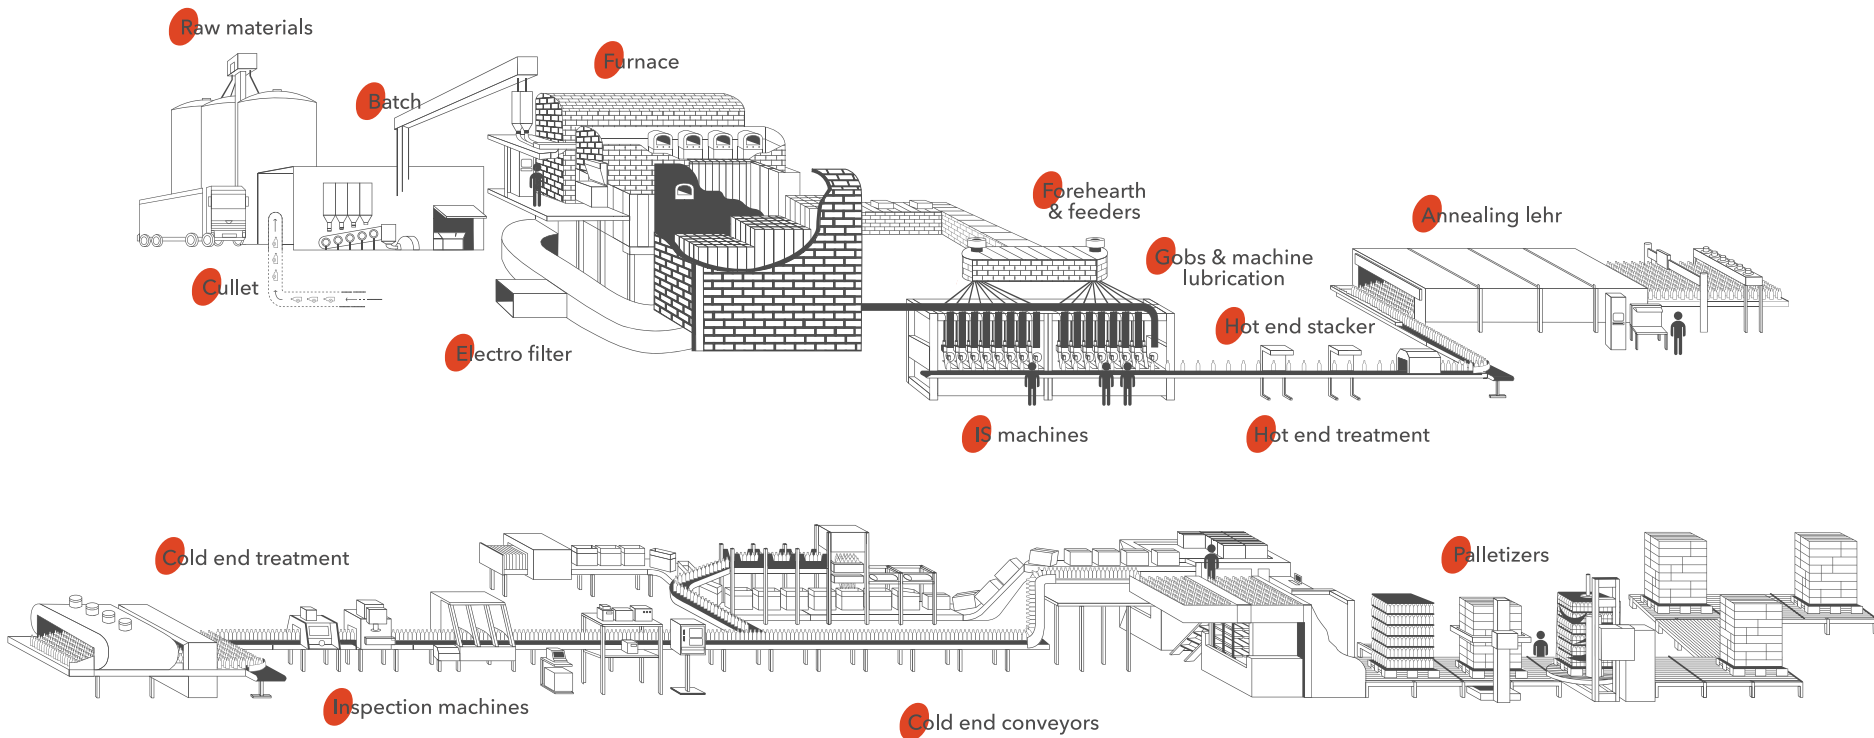 Raw materials
Furnace
Batch
Forehearth
& feeders
Annealing lehr
Gobs & machine
lubrication
Cullet
Hot end stacker
Electro filter
IS machines
Hot end treatment
Cold end treatment
Palletizers
Inspection machines
Cold end conveyors